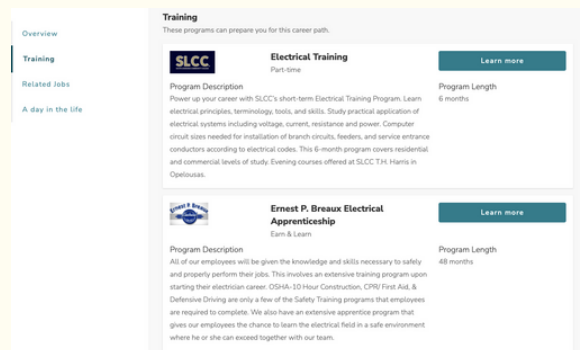 Overview
Training
Related Jobs
A day in the life
Training
These programs can prepare you for this career path.
SLCC
Electrical Training
Part-time
Learn more
Program Description
Power up your career with SLCC's short-term Electrical Training Program. Learn
electrical principles, terminology, tools, and skills. Study practical application of
electrical systems including voltage, current, resistance and power. Computer
circuit sizes needed for installation of branch circuits, feeders, and service entrance
conductors according to electrical codes. This 6-month program covers residential
and commercial levels of study. Evening courses offered at SLCC T.H. Harris in
Opelousas.
Program Length
6 months
Ernest P. Breaux
Ernest P. Breaux Electrical
Apprenticeship
Earn & Learn
Learn more
Program Description
All of our employees will be given the knowledge and skills necessary to safely
and properly perform their jobs. This involves an extensive training program upon
starting their electrician career. OSHA-10 Hour Construction, CPR/ First Aid, &
Defensive Driving are only a few of the Safety Training programs that employees
are required to complete. We also have an extensive apprentice program that
gives our employees the chance to learn the electrical field in a safe environment
where he or she can exceed together with our team.
Program Length
48 months